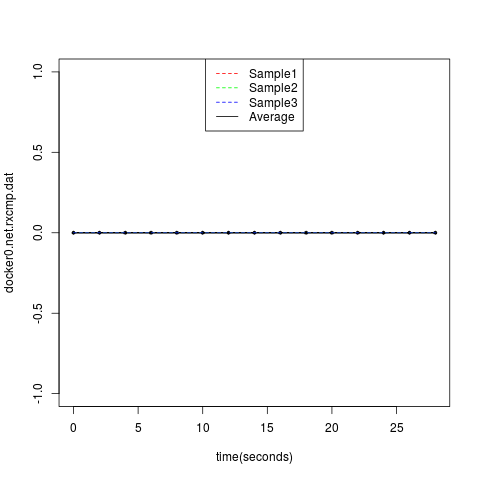 Sample1
Sample2
Sample3
Average
docker0.net.rxcmp.dat
1.0
0.5
0.0
-0.5
-1.0
0 5 10 15 20 25
time(seconds)